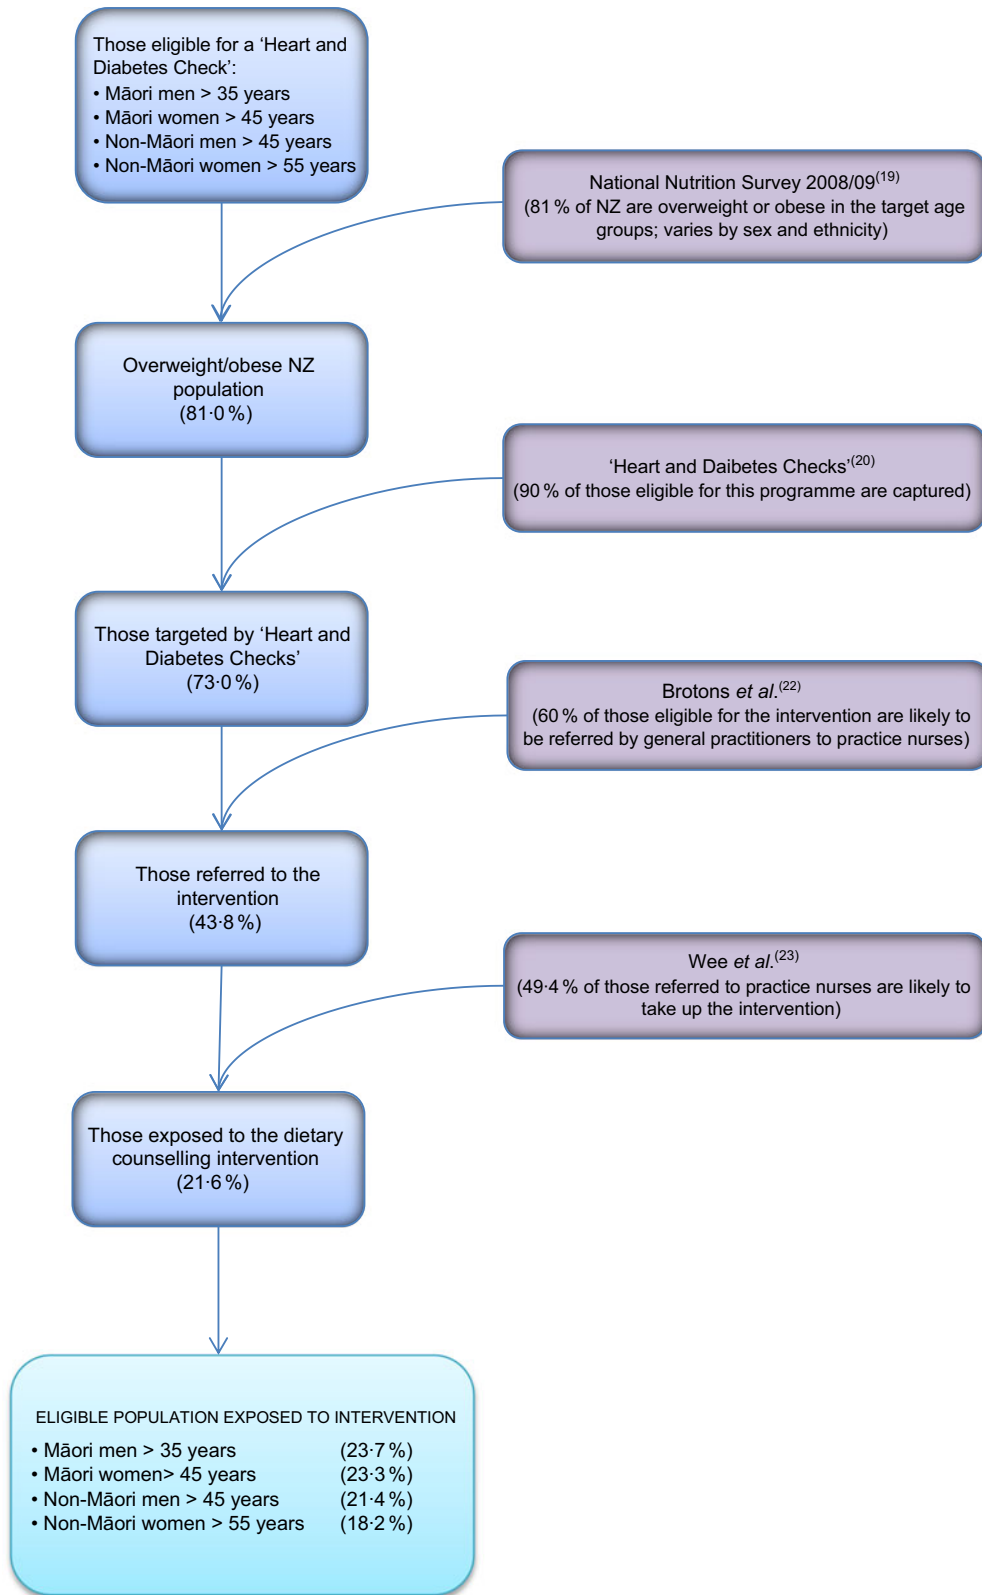 Those eligible for a ‘Heart and
Diabetes Check’:
• Māori men > 35 years
• Māori women > 45 years
• Non-Māori men > 45 years
• Non-Māori women > 55 years
National Nutrition Survey 2008/09(19)
(81 % of NZ are overweight or obese in the target age
groups; varies by sex and ethnicity)
Overweight/obese NZ
population
(81·0 %)
‘Heart and Daibetes Checks’(20)
(90 % of those eligible for this programme are captured)
Those targeted by ‘Heart and
Diabetes Checks’
(73·0 %)
Brotons et al.(22)
(60 % of those eligible for the intervention are likely to
be referred by general practitioners to practice nurses)
Those referred to the
intervention
(43·8 %)
Wee et al.(23)
(49·4 % of those referred to practice nurses are likely to
take up the intervention)
Those exposed to the dietary
counselling intervention
(21·6 %)
ELIGIBLE POPULATION EXPOSED TO INTERVENTION
• Māori men > 35 years (23·7 %)
• Māori women> 45 years (23·3 %)
• Non-Māori men > 45 years (21·4 %)
• Non-Māori women > 55 years (18·2 %)